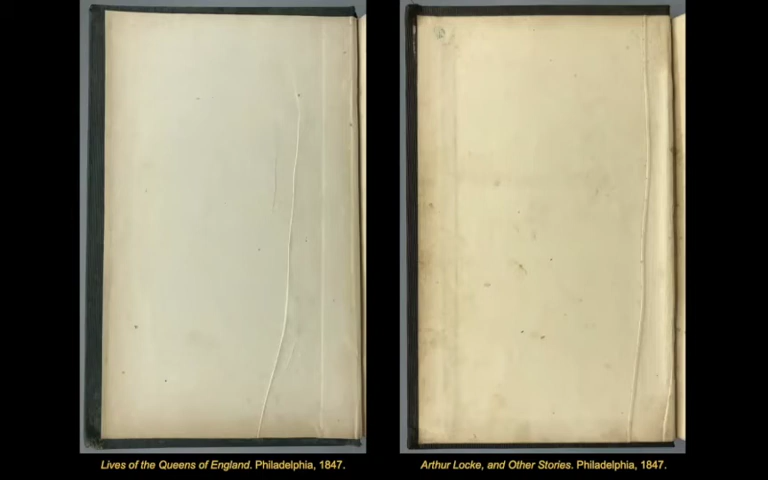 Lives of the Queens of England. Philadelphia, 1847.
Arthur Locke, and Other Stories. Philadelphia, 1847.